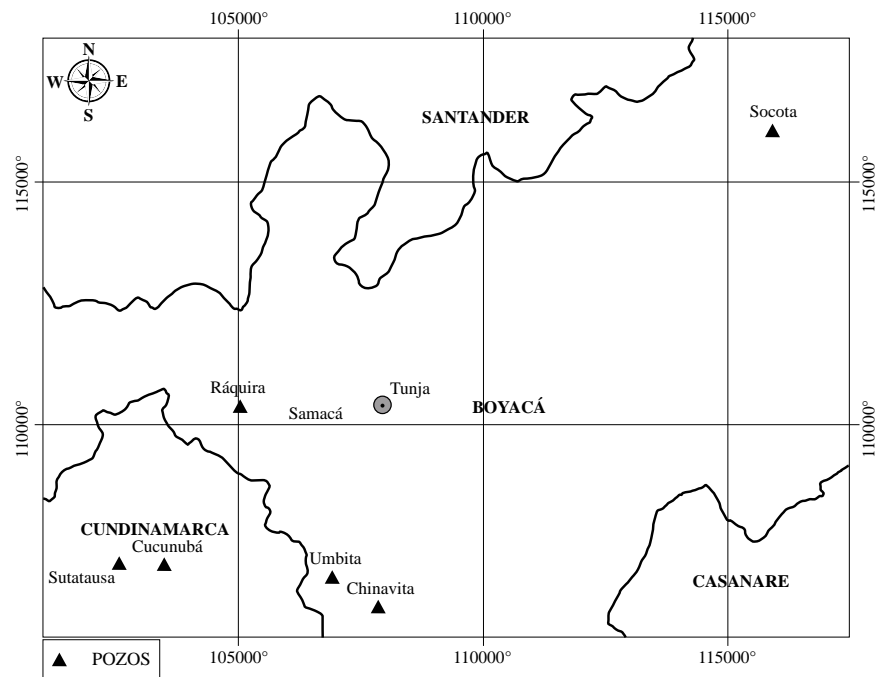 105000° 110000° 115000°
N
W E
S
SANTANDER
Socota
115000° 115000°
Ráquira Tunja
Samacá BOYACÁ
110000° 110000°
CUNDINAMARCA
Cucunubá
Umbita
Sutatausa
Chinavita
CASANARE
105000° 110000° 115000°
POZOS